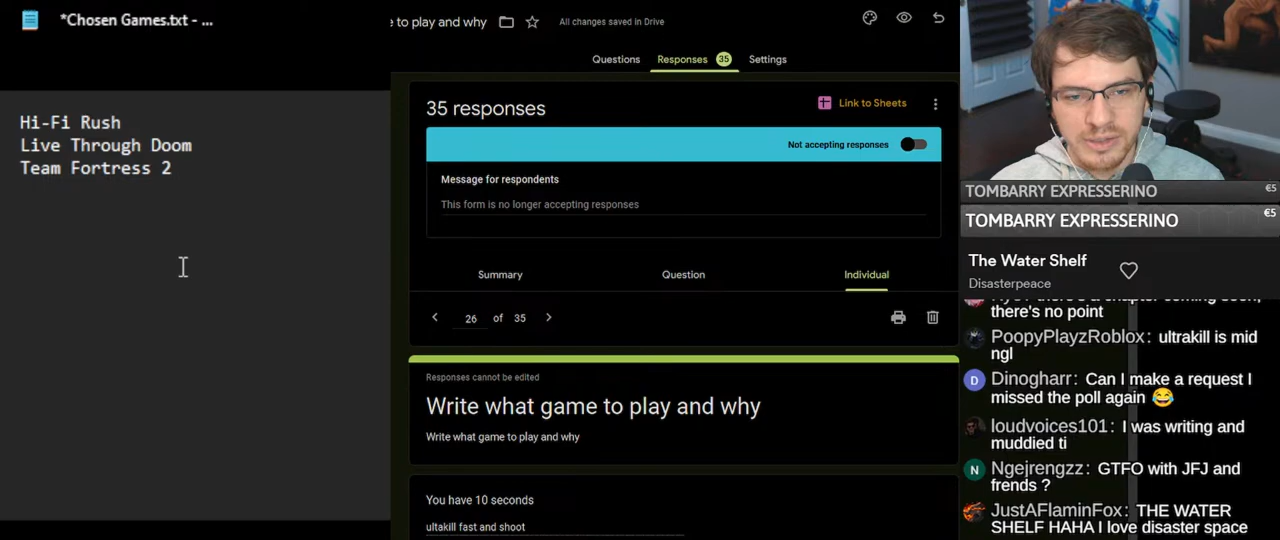 *Chosen Games.txt - ...
Hi-Fi Rush
Live Through Doom
Team Fortress 2
e to play and why
All changes saved in Drive
Questions
Responses 35
Settings
35 responses
Link to Sheets
Not accepting responses
Message for respondents
This form is no longer accepting responses
Summary
Question
Individual
26 of 35
Responses cannot be edited
Write what game to play and why
Write what game to play and why
You have 10 seconds
ultakill fast and shoot
TOMBARRY EXPRESSERINO €5
TOMBARRY EXPRESSERINO €5
The Water Shelf
Disasterpeace
there's no point
PoopyPlayzRoblox: ultrakill is mid
ngl
D Dinogharr: Can I make a request I
missed the poll again 😂
loudvoices101: I was writing and
muddied ti
N Ngejrengzz: GTFO with JFJ and
frends ?
JustAFlaminFox: THE WATER
SHELF HAHA I love disaster space